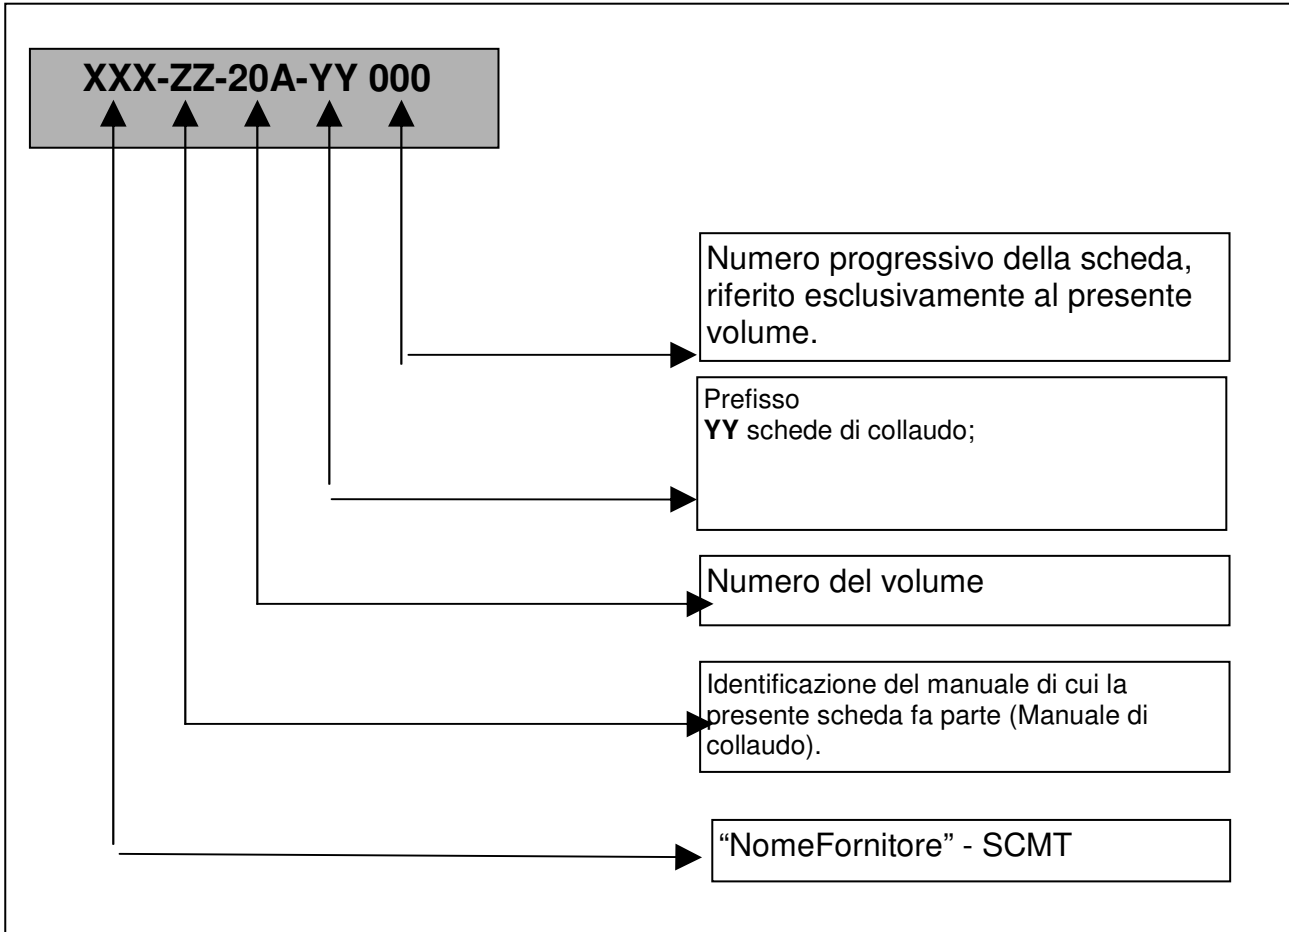 XXX-ZZ-20A-YY 000
Numero progressivo della scheda,
riferito esclusivamente al presente
volume.
Prefisso
YY schede di collaudo;
Numero del volume
Identificazione del manuale di cui la
presente scheda fa parte (Manuale di
collaudo).
“NomeFornitore” - SCMT